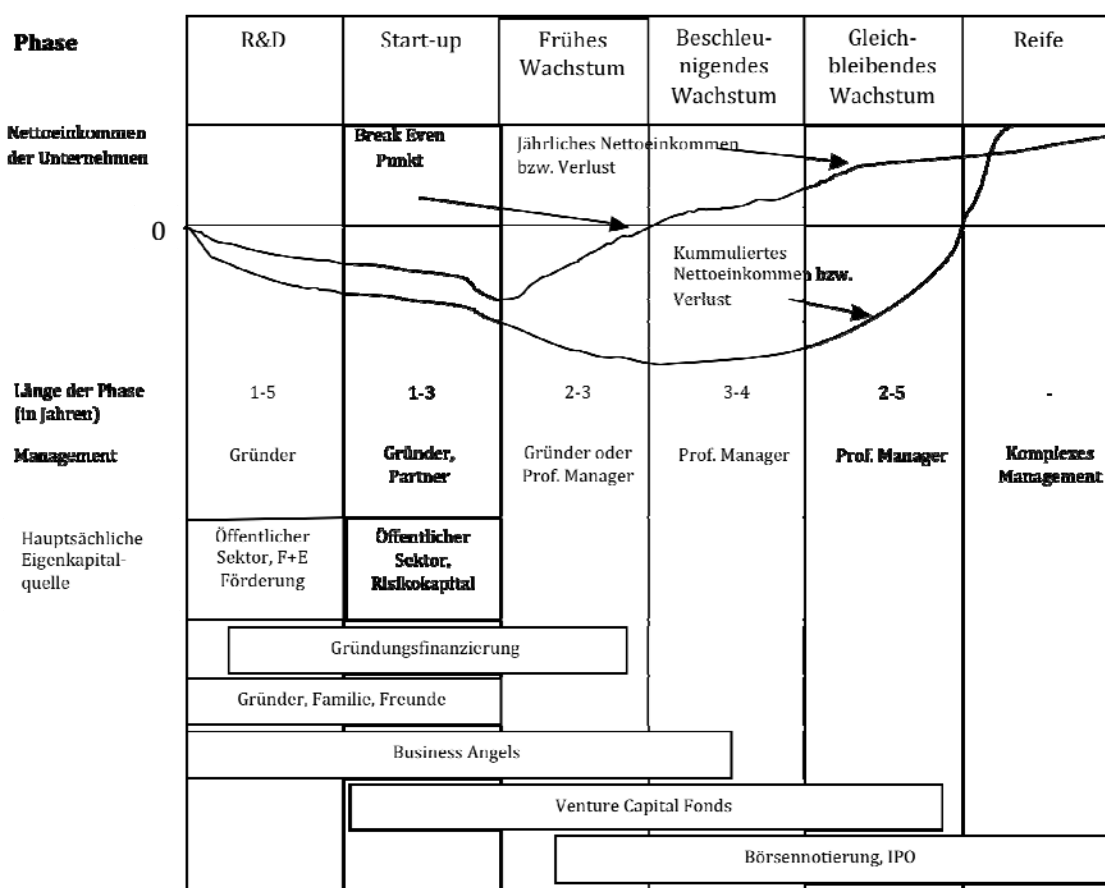 Phase
R&D
Start-up
Frühes
Wachstum
Beschleu-
nigendes
Wachstum
Gleich-
bleibendes
Wachstum
Reife
Nettoeinkommen
der Unternehmen
Break Even
Punkt
Jährliches Nettoeinkommen
bzw. Verlust
0
Kummuliertes
Nettoeinkommen bzw.
Verlust
Länge der Phase
(in Jahren)
1-5
1-3
2-3
3-4
2-5
-
Management
Gründer
Gründer,
Partner
Gründer oder
Prof. Manager
Prof. Manager
Prof. Manager
Komplexes
Management
Hauptsächliche
Eigenkapital-
quelle
Öffentlicher
Sektor, F+E
Förderung
Öffentlicher
Sektor,
Risikokapital
Gründungsfinanzierung
Gründer, Familie, Freunde
Business Angels
Venture Capital Fonds
Börsennotierung, IPO